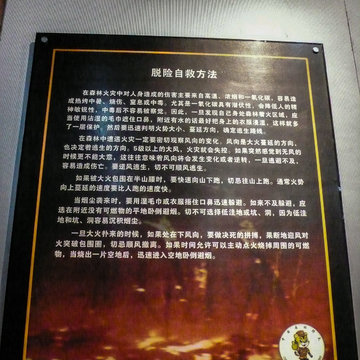 脱险自救方法
在森林火灾中对人身造成的伤害主要来自高温、浓烟和一氧化碳，容易造
成热烤中暑、烧伤、窒息或中毒，尤其是一氧化碳具有潜伏性，会降低人的精
神敏锐性，中毒后不容易被察觉。因此，一旦发现自己身处森林着火区域，应
当使用沾湿的毛巾遮住口鼻，附近有水的话最好把身上的衣服浸湿，这样就多
了一层保护。然后要迅速判明火势大小、蔓延方向，确定逃生路线。
在森林中遭遇火灾一定要密切观察风向的变化，风向是大火蔓延的方向，
也决定着逃生的方向。5级以上的大风，火灾就会失控，如果突然感觉到无风的
时候更不能大意，这往往意味着风向将会发生变化或者逆转，一旦逃避不及，
容易造成伤亡。要逆风逃生，切不可顺风逃生。
如果被大火包围在半山腰时，要快速向山下跑，切忌往山上跑，通常火势
向上蔓延的速度要比人跑的速度快。
当烟尘袭来时，要用湿毛巾或衣服捂住口鼻迅速躲避。如来不及躲避，应
选在附近没有可燃物的平地卧倒避烟。切不可选择低洼地或坑、洞，因为低洼
地和坑、洞容易沉积烟尘。
一旦大火扑来的时候，如果处在下风向，要做决死的拼搏，果断地迎风对
火突破包围圈，切忌顺风撤离。如果时间允许可以主动点火烧掉周围的可燃
物，当烧出一片空地后，迅速进入空地卧倒避烟。